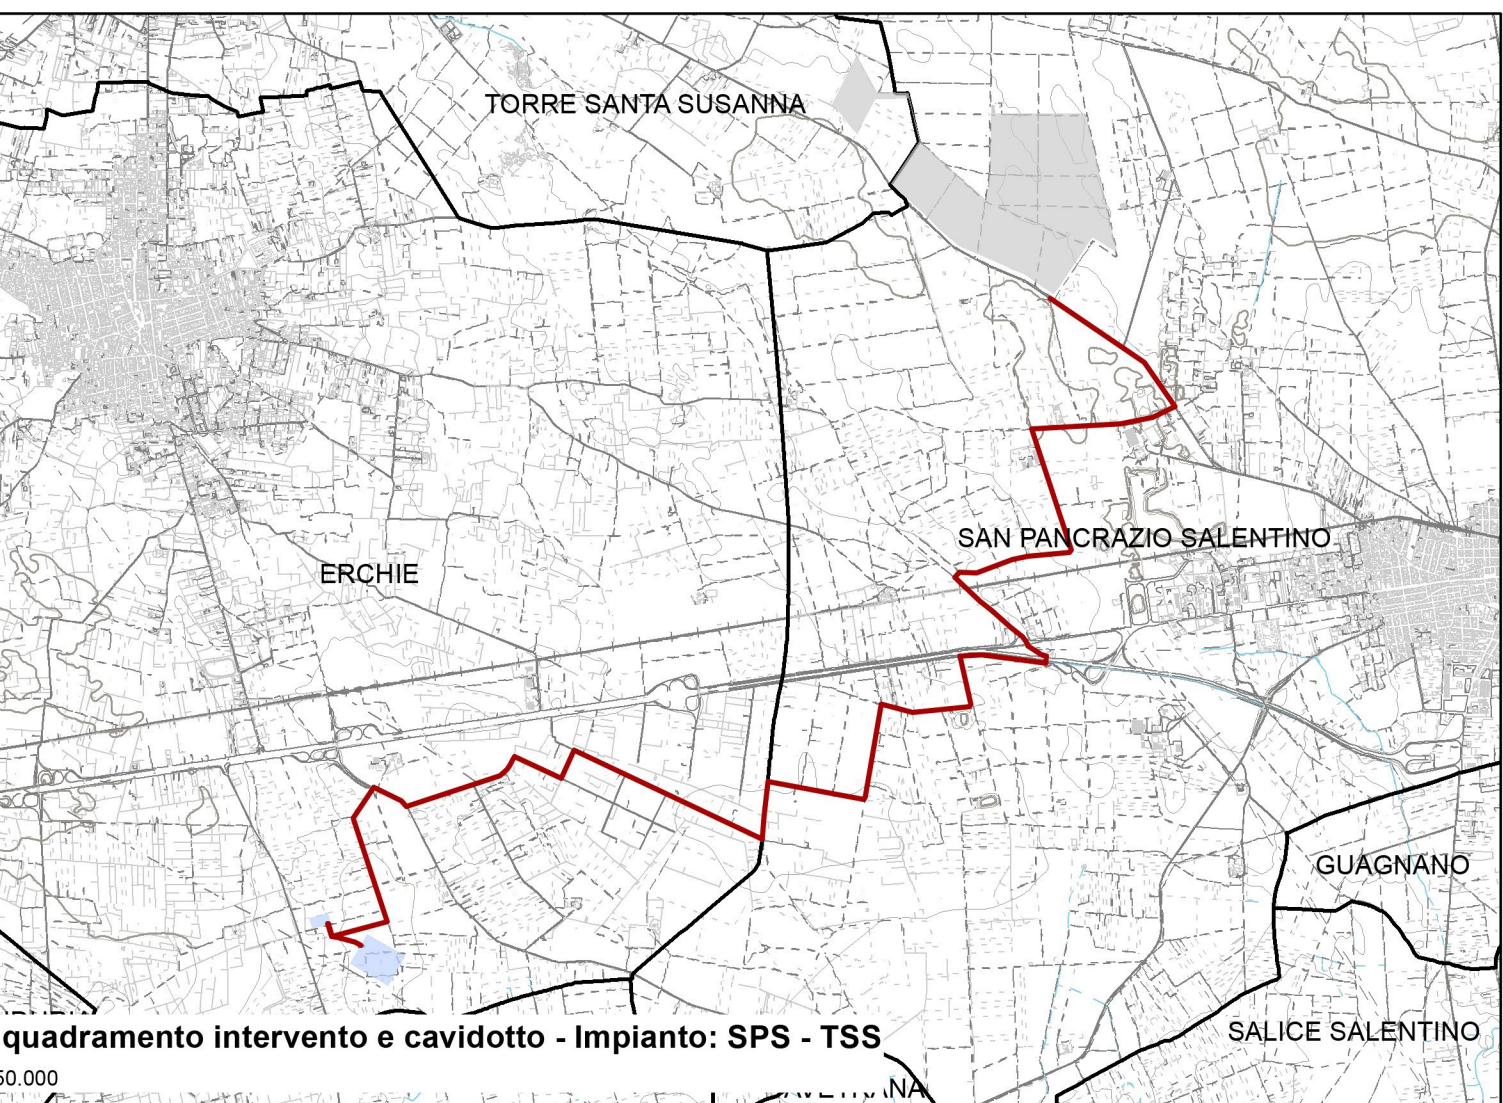 TORRE SANTA SUSANNA
SAN PANCRAZIO SALENTINO
ERCHIE
GUAGNANO
SALICE SALENTINO
quadramento intervento e cavidotto - Impianto: SPS - TSS
50.000